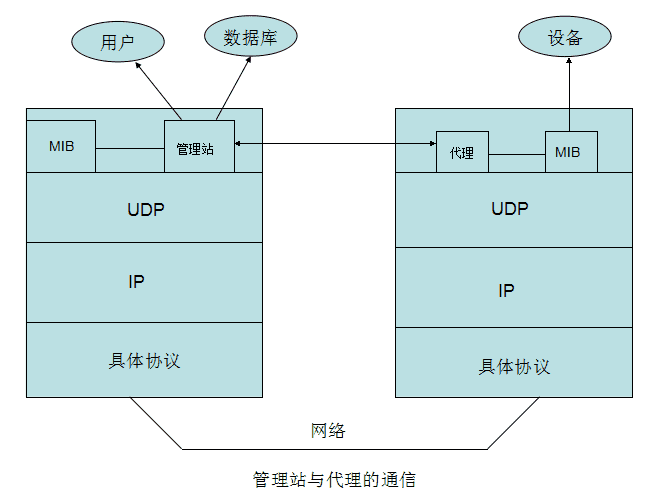 用户
数据库
设备
MIB
管理站
代理
MIB
UDP
UDP
IP
IP
具体协议
具体协议
网络
管理站与代理的通信